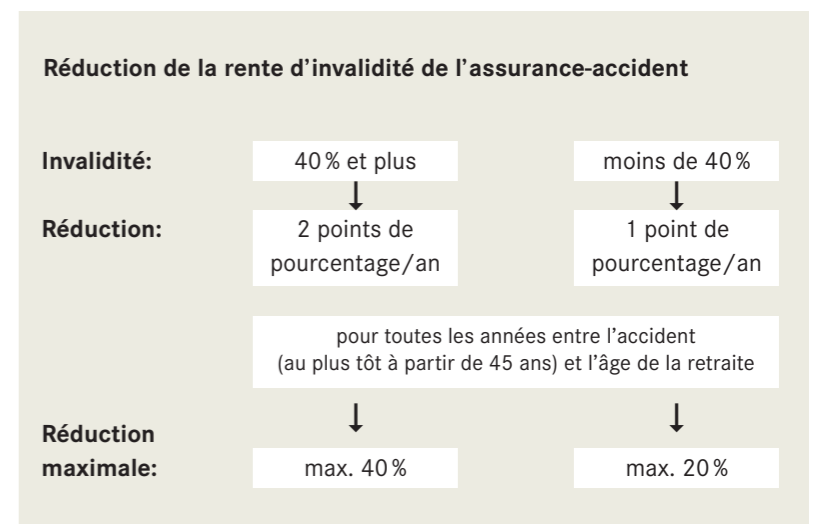 Réduction de la rente d’invalidité de l’assurance-accident
Invalidité:
40 % et plus
moins de 40 %
Réduction:
2 points de
pourcentage/an
1 point de
pourcentage/an
pour toutes les années entre l’accident
(au plus tôt à partir de 45 ans) et l’âge de la retraite
Réduction
maximale:
max. 40 %
max. 20 %